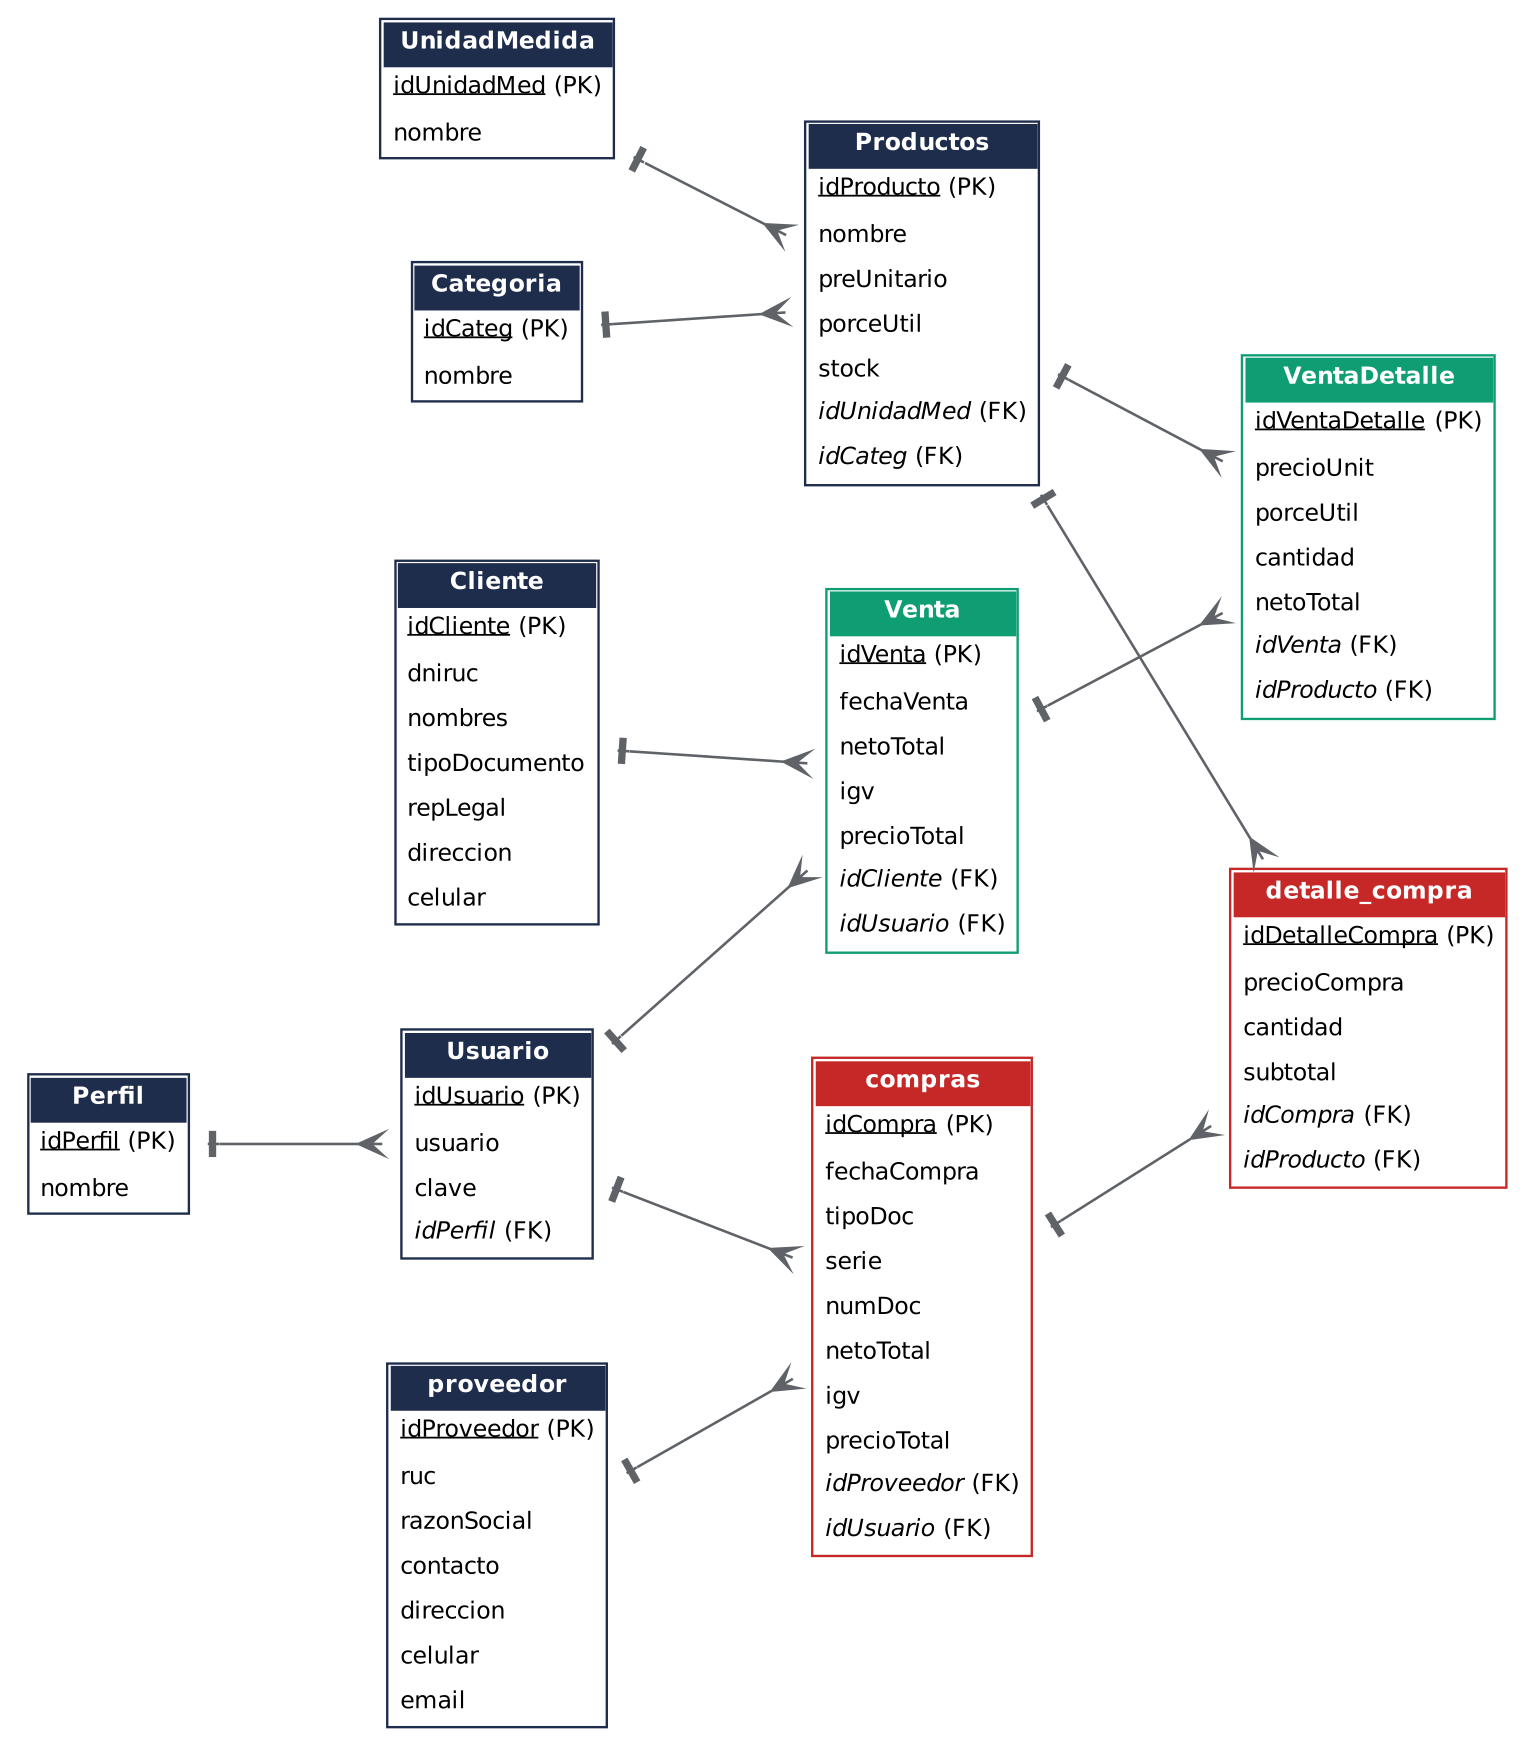 UnidadMedida
idUnidadMed (PK)
nombre
Categoria
idCateg (PK)
nombre
Productos
idProducto (PK)
nombre
preUnitario
porceUtil
stock
idUnidadMed (FK)
idCateg (FK)
VentaDetalle
idVentaDetalle (PK)
precioUnit
porceUtil
cantidad
netoTotal
idVenta (FK)
idProducto (FK)
Cliente
idCliente (PK)
dniruc
nombres
tipoDocumento
repLegal
direccion
celular
Venta
idVenta (PK)
fechaVenta
netoTotal
igv
precioTotal
idCliente (FK)
idUsuario (FK)
detalle_compra
idDetalleCompra (PK)
precioCompra
cantidad
subtotal
idCompra (FK)
idProducto (FK)
Perfil
idPerfil (PK)
nombre
Usuario
idUsuario (PK)
usuario
clave
idPerfil (FK)
compras
idCompra (PK)
fechaCompra
tipoDoc
serie
numDoc
netoTotal
igv
precioTotal
idProveedor (FK)
idUsuario (FK)
proveedor
idProveedor (PK)
ruc
razonSocial
contacto
direccion
celular
email